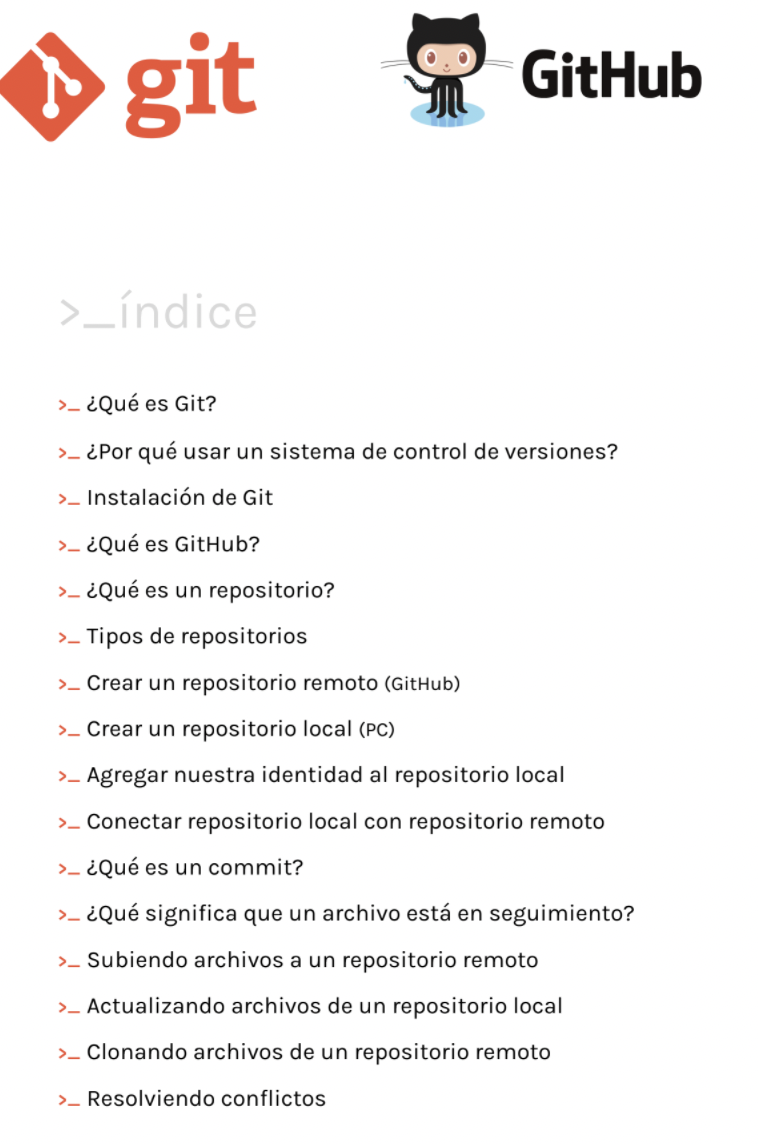 git
GitHub
>_índice
>_ ¿Qué es Git?
>_ ¿Por qué usar un sistema de control de versiones?
>_ Instalación de Git
>_ ¿Qué es GitHub?
>_ ¿Qué es un repositorio?
>_ Tipos de repositorios
>_ Crear un repositorio remoto (GitHub)
>_ Crear un repositorio local (PC)
>_ Agregar nuestra identidad al repositorio local
>_ Conectar repositorio local con repositorio remoto
>_ ¿Qué es un commit?
>_ ¿Qué significa que un archivo está en seguimiento?
>_ Subiendo archivos a un repositorio remoto
>_ Actualizando archivos de un repositorio local
>_ Clonando archivos de un repositorio remoto
>_ Resolviendo conflictos